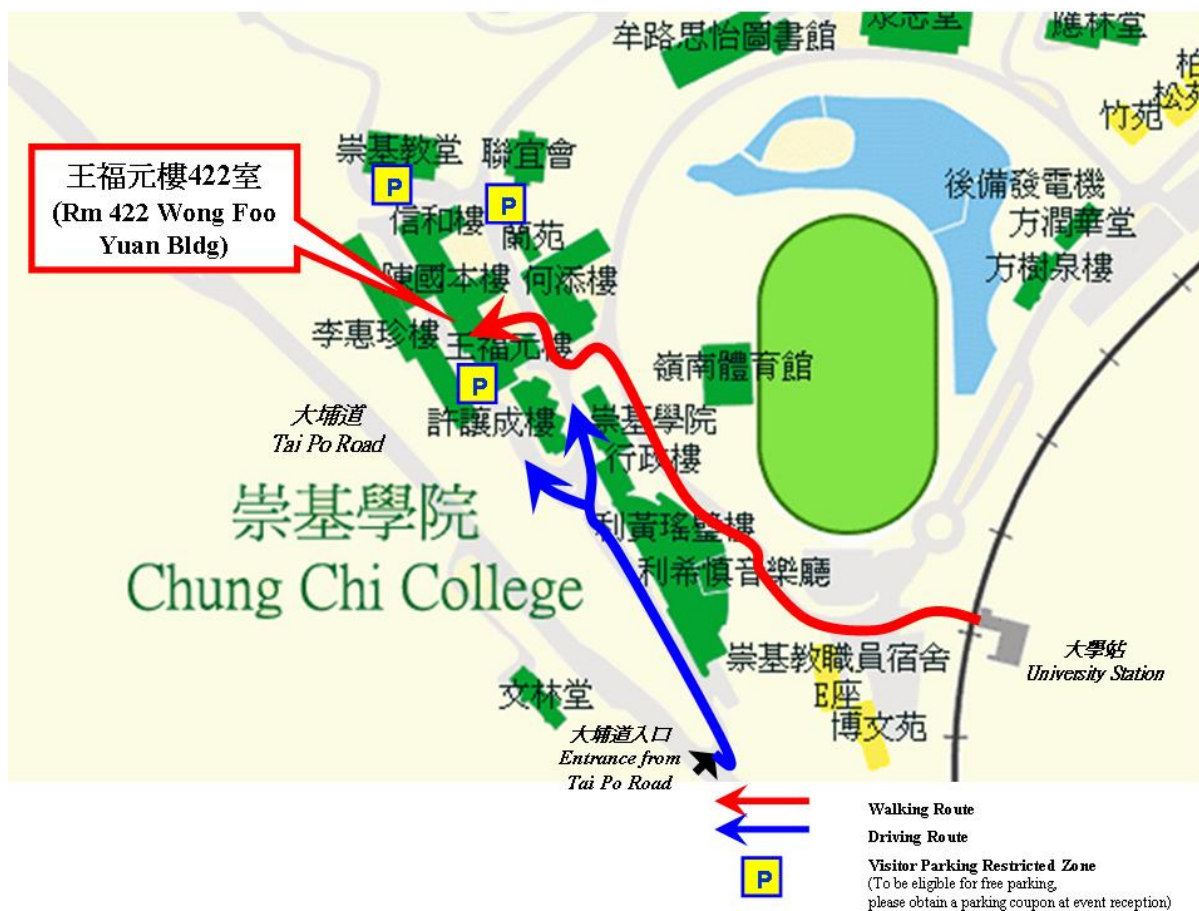 牟路思怡圖書館
眾志堂
應林堂
柏
松苑
竹苑
崇基教堂
聯宜會
P
P
王福元樓422室
(Rm 422 Wong Foo
Yuan Bldg)
信和樓
蘭苑
後備發電機
方潤華堂
方樹泉樓
陳國本樓
何添樓
李惠珍樓
王福元樓
嶺南體育館
P
大埔道
Tai Po Road
許讓成樓
崇基學院
行政樓
崇基學院
Chung Chi College
利黃瑤璧樓
利希慎音樂廳
崇基教職員宿舍
E座
博文苑
大學站
University Station
文林堂
大埔道入口
Entrance from
Tai Po Road
Walking Route
Driving Route
P
Visitor Parking Restricted Zone
(To be eligible for free parking,
please obtain a parking coupon at event reception)